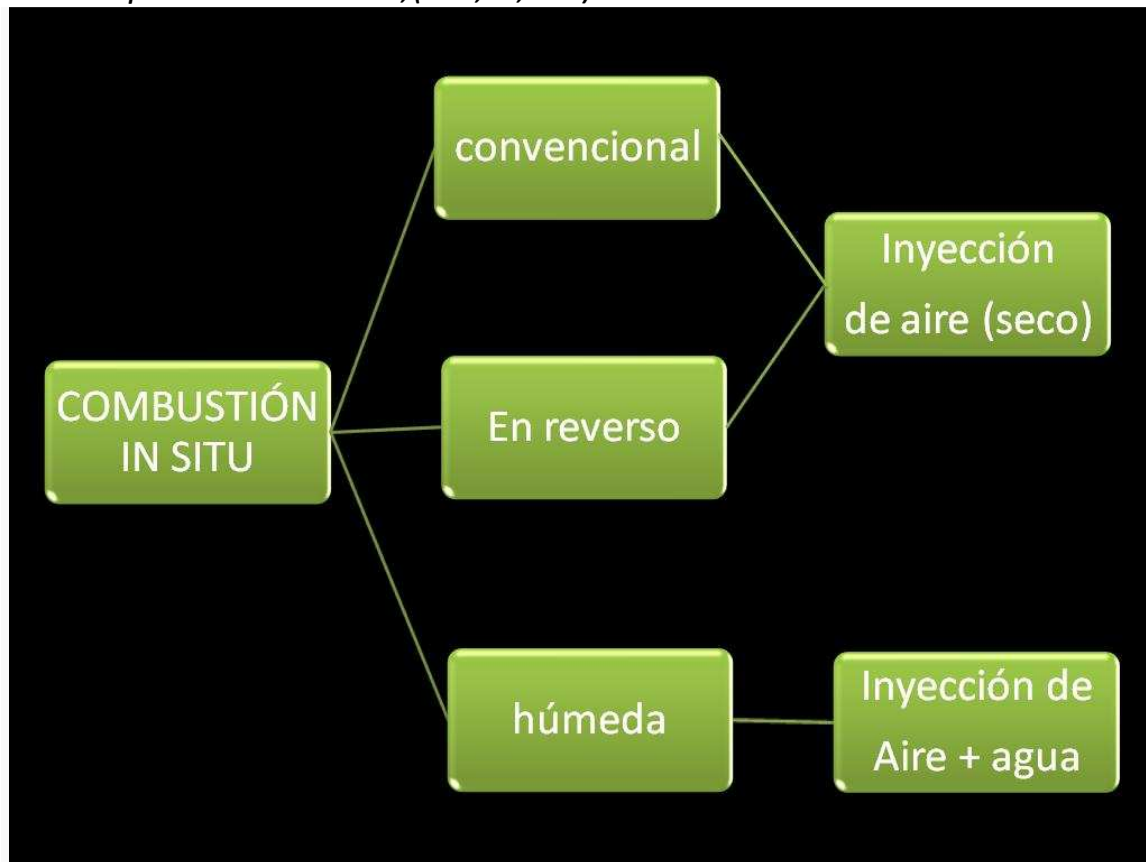 convencional
Inyección
de aire (seco)
COMBUSTIÓN
IN SITU
En reverso
húmeda
Inyección de
Aire + agua